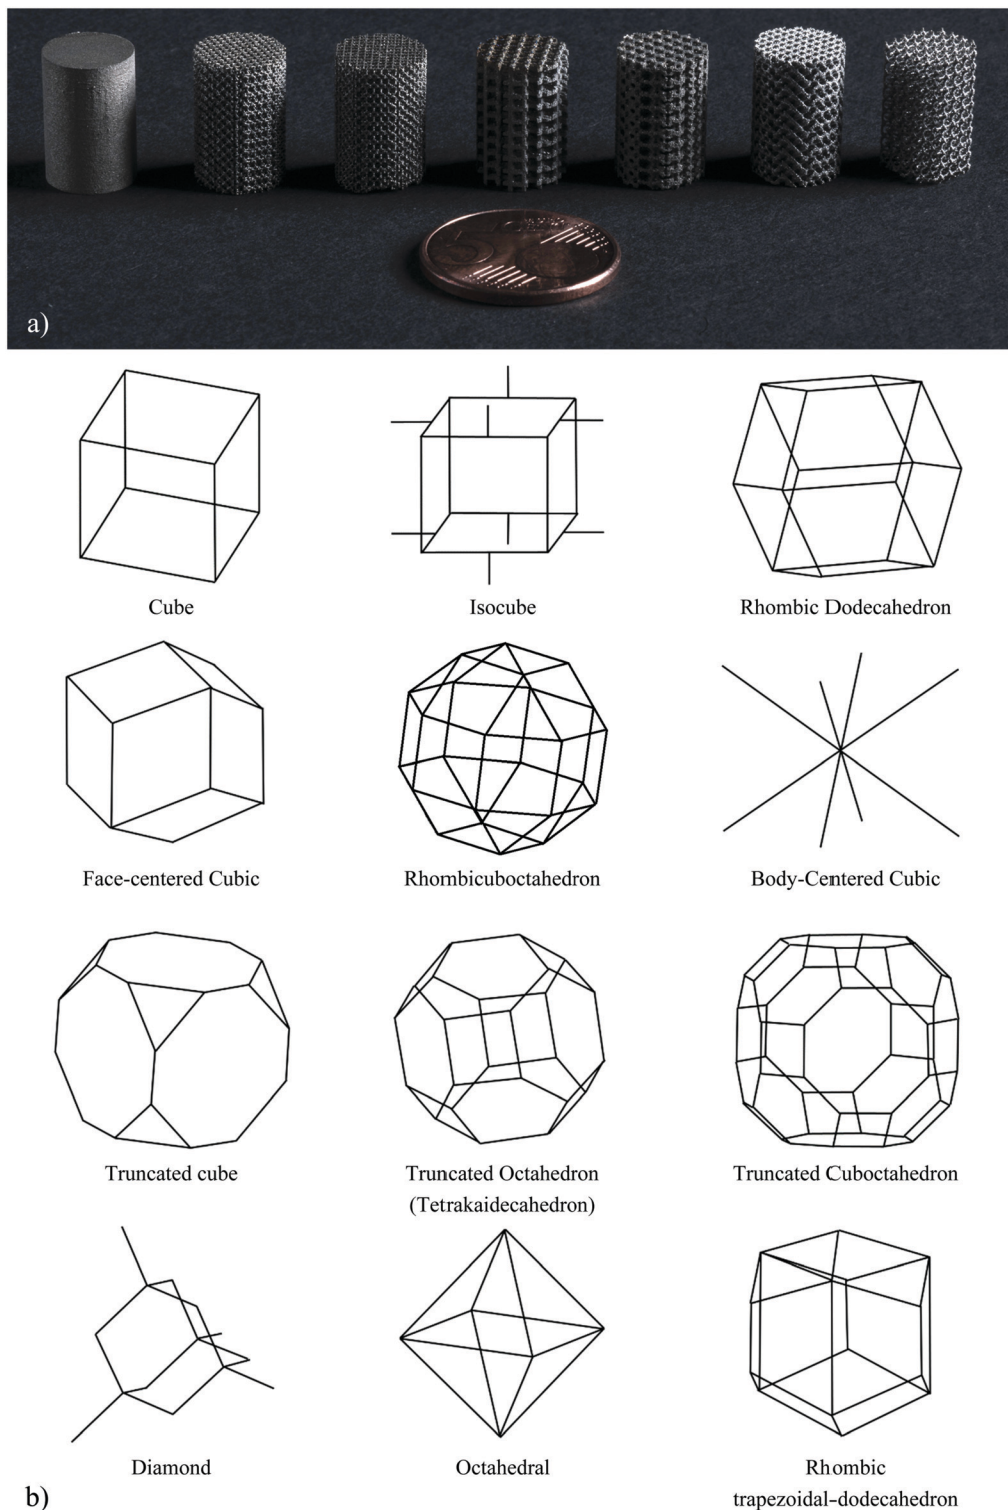 5
a)
Cube
Isocube
Rhombic Dodecahedron
Face-centered Cubic
Rhombicuboctahedron
Body-Centered Cubic
Truncated cube
Truncated Octahedron
(Tetrakaidecahedron)
Truncated Cuboctahedron
Diamond
Octahedral
Rhombic
trapezoidal-dodecahedron
b)